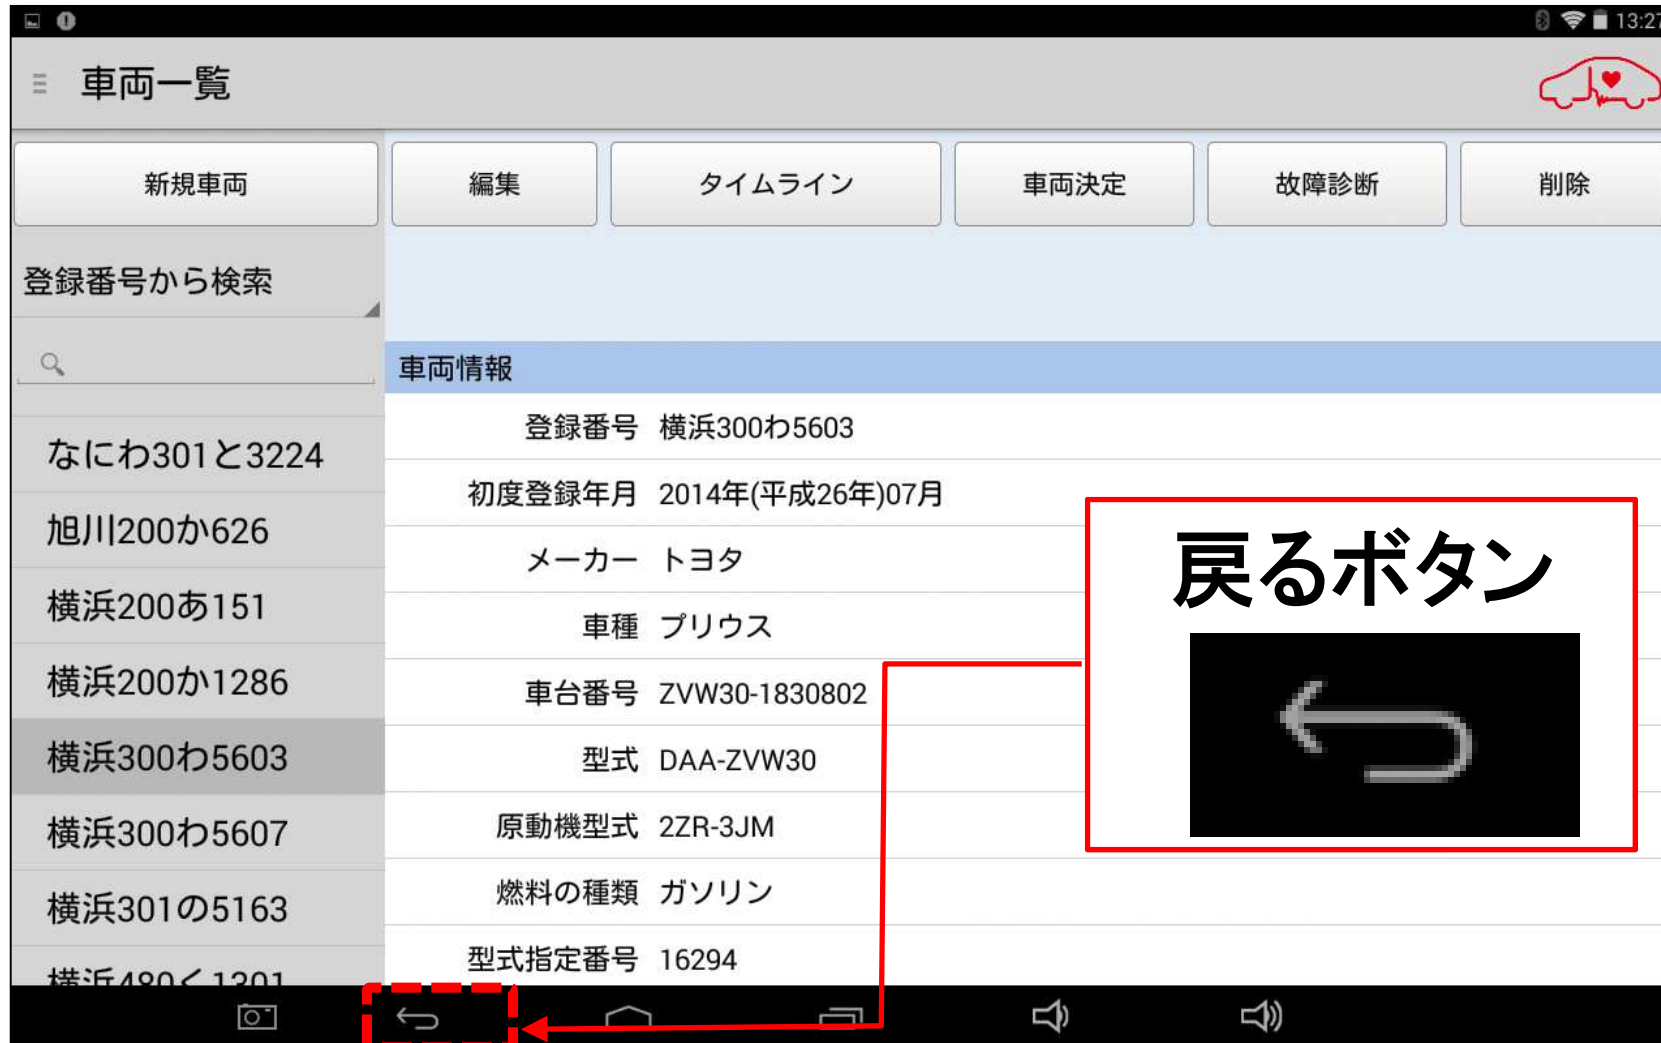 13:27
車両一覧
新規車両
編集
タイムライン
車両決定
故障診断
削除
登録番号から検索
車両情報
なにわ301と3224
旭川200か626
横浜200あ151
横浜200か1286
横浜300わ5603
横浜300わ5607
横浜301の5163
横浜480く1301
登録番号 横浜300わ5603
初度登録年月 2014年(平成26年)07月
メーカー トヨタ
車種 プリウス
車台番号 ZVW30-1830802
型式 DAA-ZVW30
原動機型式 2ZR-3JM
燃料の種類 ガソリン
型式指定番号 16294
戻るボタン